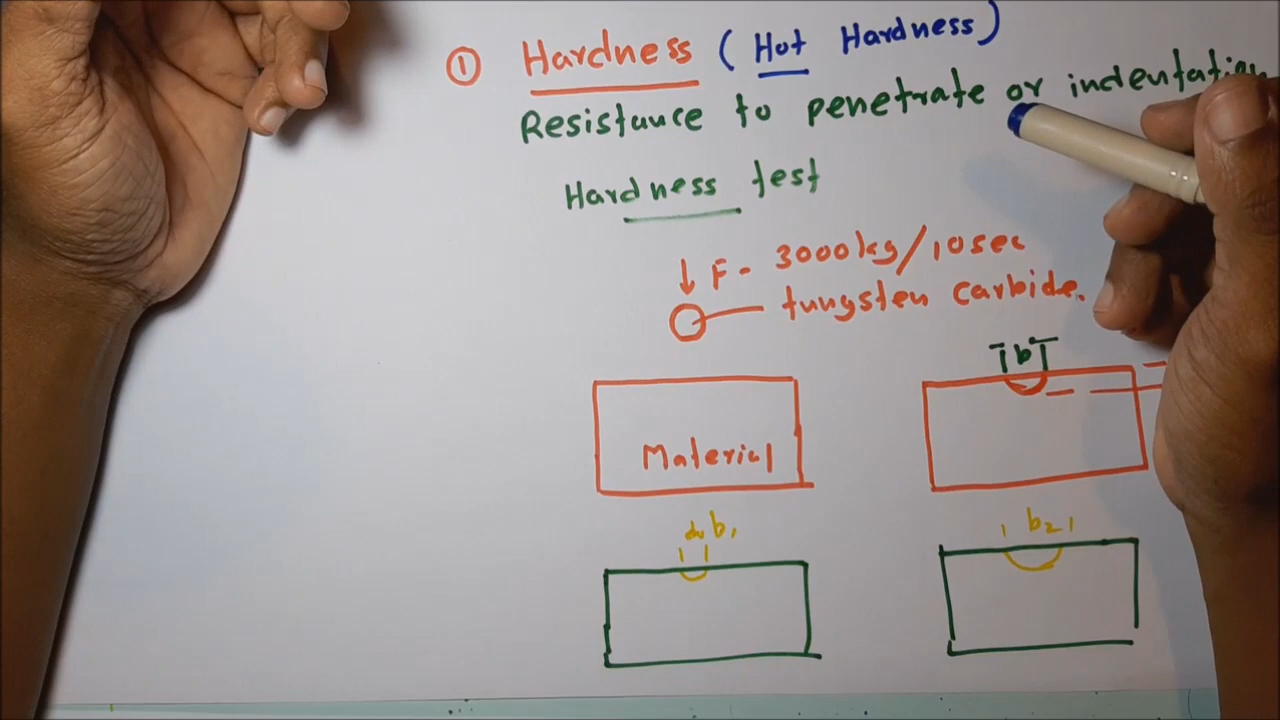 ① Hardness (Hot Hardness)
Resistance to penetrate or indentation
Hardness test
↓ F - 3000kg/10sec
tungsten carbide.
b
Material
b1
b2